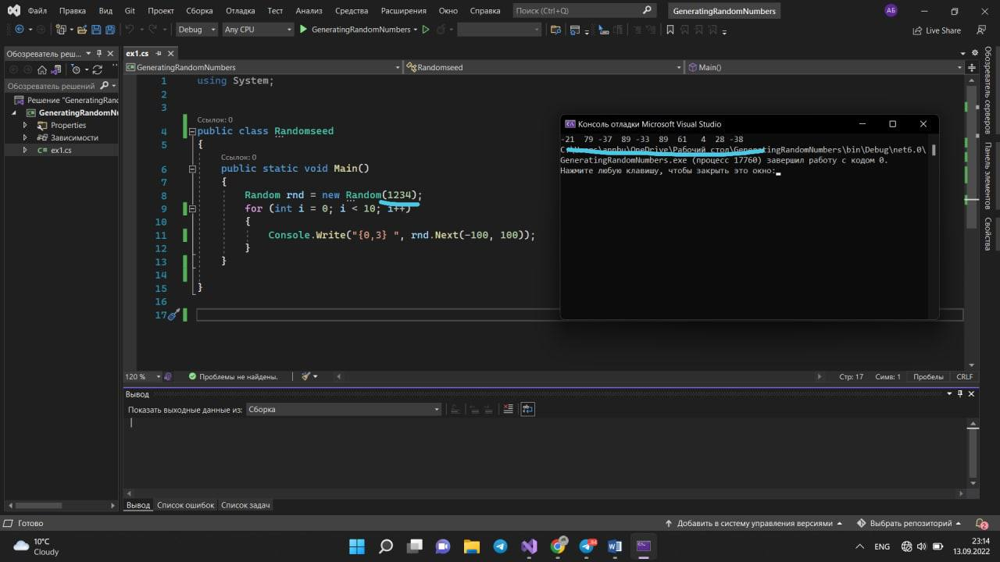 Файл Правка Вид Git Проект Сборка Отладка Тест Анализ Средства Расширения Окно Справка Поиск (Ctrl+Q) GeneratingRandomNumbers АБ
Debug Any CPU GeneratingRandomNumbers Live Share
Обозреватель реш... ex1.cs
GeneratingRandomNumbers Randomseed Main()
Обозреватель решений
Решение "GeneratingRand
GeneratingRandomN
Properties
Зависимости
ex1.cs
1 using System;
2
3
Ссылок: 0
4 public class Randomseed
5 {
Ссылок: 0
6 public static void Main()
7 {
8 Random rnd = new Random(1234);
9 for (int i = 0; i < 10; i++)
10 {
11 Console.Write("{0,3} ", rnd.Next(-100, 100));
12 }
13 }
14
15 }
16
17
Консоль отладки Microsoft Visual Studio
-21 79 -37 89 -33 89 61 4 28 -38
C:\Users\annbu\OneDrive\Рабочий стол\GeneratingRandomNumbers\bin\Debug\net6.0\
GeneratingRandomNumbers.exe (процесс 17760) завершил работу с кодом 0.
Нажмите любую клавишу, чтобы закрыть это окно:
Обозреватель серверов
Панель элементов
Свойства
120 % Проблемы не найдены. Стр: 17 Симв: 1 Пробелы CRLF
Вывод
Показать выходные данные из: Сборка
Вывод Список ошибок Список задач
Готово Добавить в систему управления версиями Выбрать репозиторий 2
10°C
Cloudy
84
ENG
23:14
13.09.2022